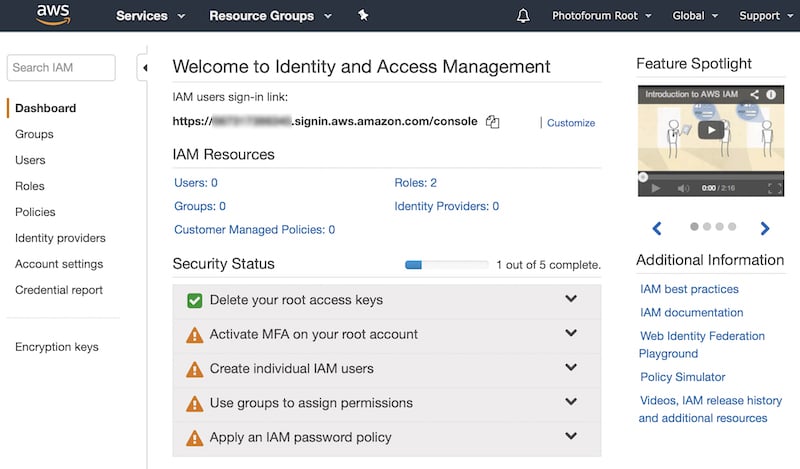 aws
Services
Resource Groups
Photoforum Root
Global
Support
Search IAM
Dashboard
Groups
Users
Roles
Policies
Identity providers
Account settings
Credential report
Encryption keys
Welcome to Identity and Access Management
IAM users sign-in link:
https:// .signin.aws.amazon.com/console
Customize
IAM Resources
Users: 0
Roles: 2
Groups: 0
Identity Providers: 0
Customer Managed Policies: 0
Security Status
1 out of 5 complete.
Delete your root access keys
Activate MFA on your root account
Create individual IAM users
Use groups to assign permissions
Apply an IAM password policy
Feature Spotlight
Introduction to AWS IAM
0:00 / 2:16
Additional Information
IAM best practices
IAM documentation
Web Identity Federation
Playground
Policy Simulator
Videos, IAM release history
and additional resources